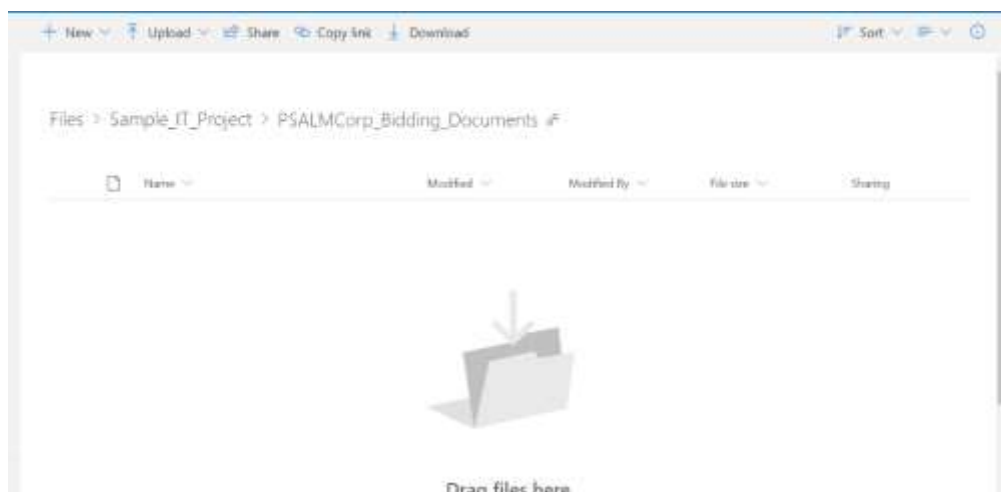 New Upload Share Copy link Download Sort
Files > Sample_IT_Project > PSALMCorp_Bidding_Documents
Name Modified Modified By File size Sharing
Drag files here